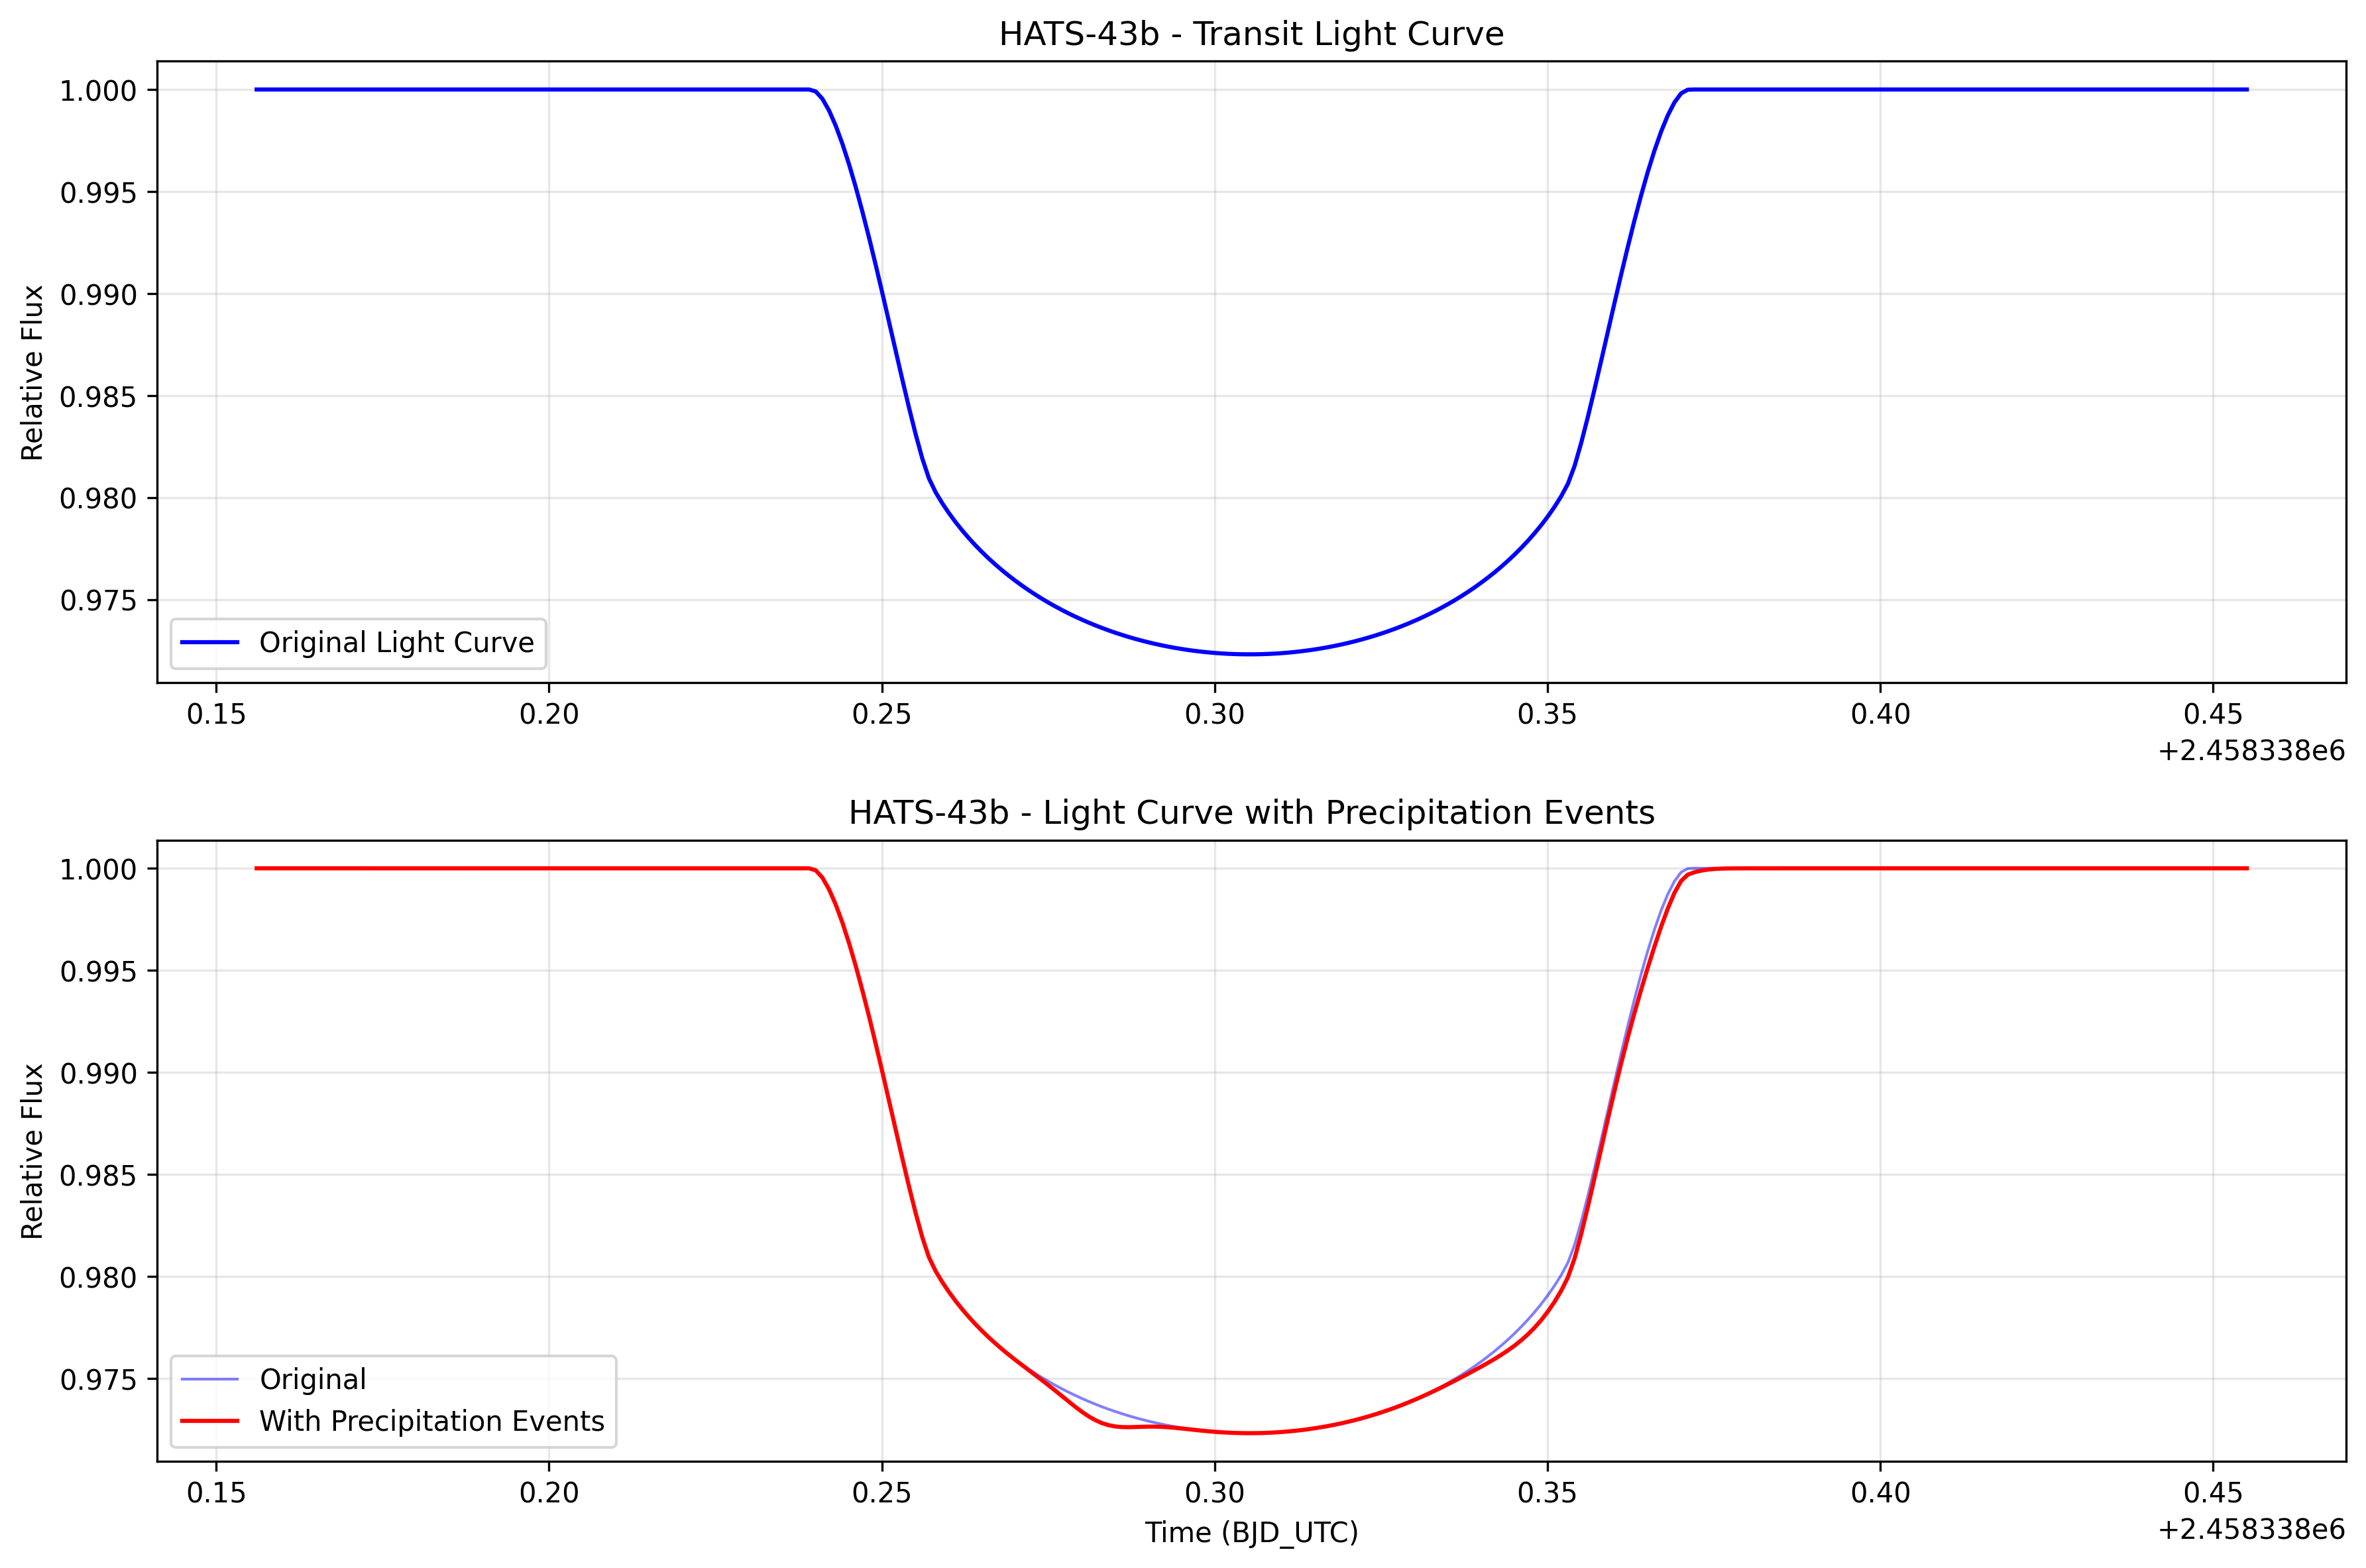 HATS-43b - Transit Light Curve
Relative Flux
1.000
0.995
0.990
0.985
0.980
0.975
Original Light Curve
0.15 0.20 0.25 0.30 0.35 0.40 0.45
+2.458338e6
HATS-43b - Light Curve with Precipitation Events
Relative Flux
1.000
0.995
0.990
0.985
0.980
0.975
Original
With Precipitation Events
0.15 0.20 0.25 0.30 0.35 0.40 0.45
Time (BJD_UTC)
+2.458338e6